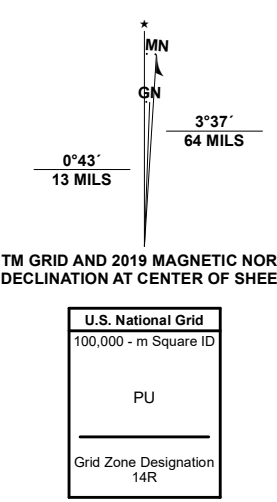 ★
MN
GN
3°37´
64 MILS
0°43´
13 MILS
TM GRID AND 2019 MAGNETIC NOR
DECLINATION AT CENTER OF SHEE
U.S. National Grid
100,000 - m Square ID
PU
Grid Zone Designation
14R